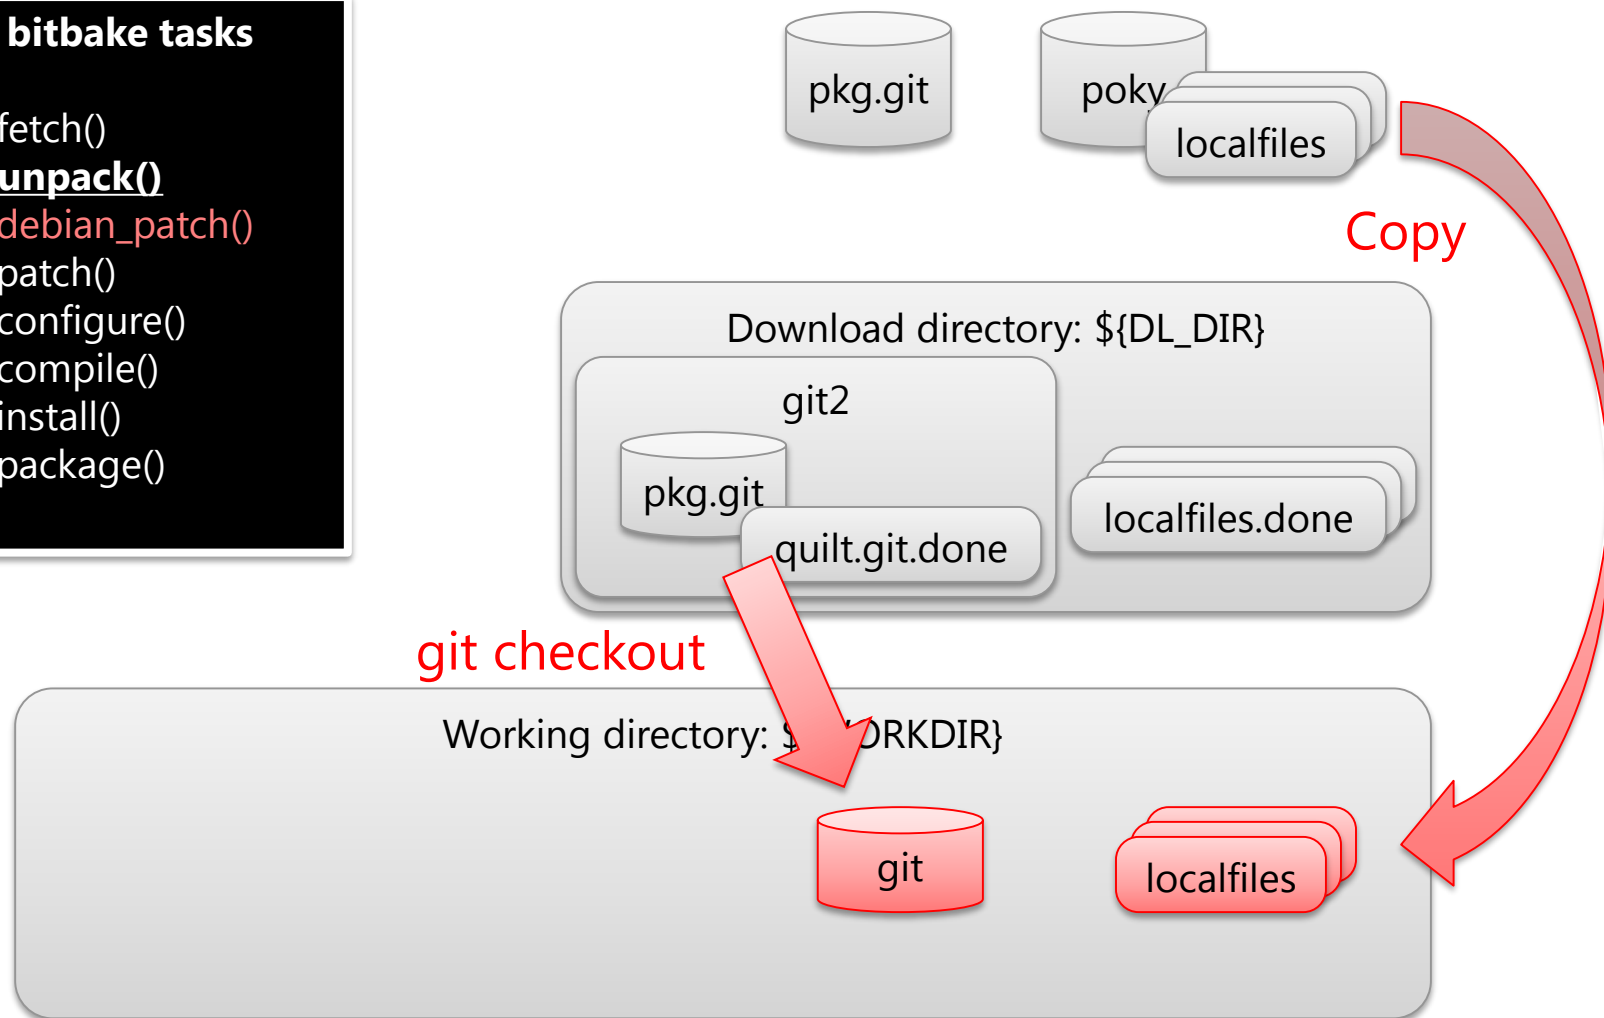 bitbake tasks
fetch()
unpack()
debian_patch()
patch()
configure()
compile()
install()
package()
pkg.git
poky
localfiles
Copy
Download directory: ${DL_DIR}
git2
pkg.git
quilt.git.done
localfiles.done
git checkout
Working directory: ${WORKDIR}
git
localfiles